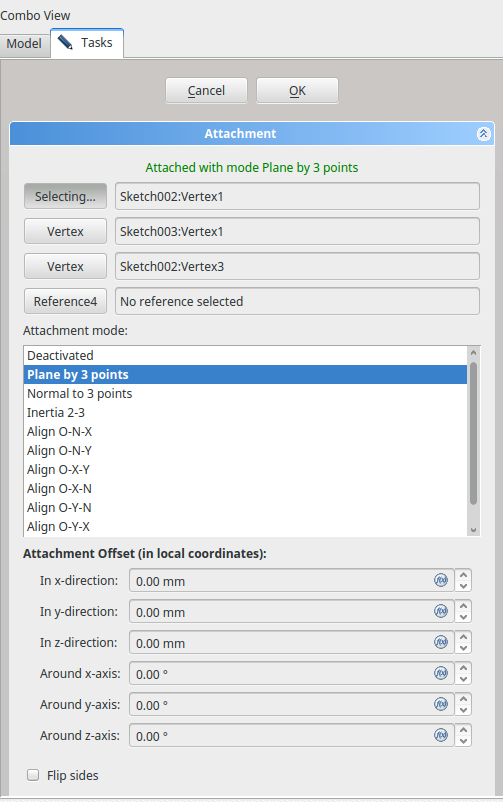 Combo View
Model
Tasks
Cancel
OK
Attachment
Attached with mode Plane by 3 points
Selecting... Sketch002:Vertex1
Vertex Sketch003:Vertex1
Vertex Sketch002:Vertex3
Reference4 No reference selected
Attachment mode:
Deactivated
Plane by 3 points
Normal to 3 points
Inertia 2-3
Align O-N-X
Align O-N-Y
Align O-X-Y
Align O-X-N
Align O-Y-N
Align O-Y-X
Attachment Offset (in local coordinates):
In x-direction: 0.00 mm f(x)
In y-direction: 0.00 mm f(x)
In z-direction: 0.00 mm f(x)
Around x-axis: 0.00 ° f(x)
Around y-axis: 0.00 ° f(x)
Around z-axis: 0.00 ° f(x)
Flip sides